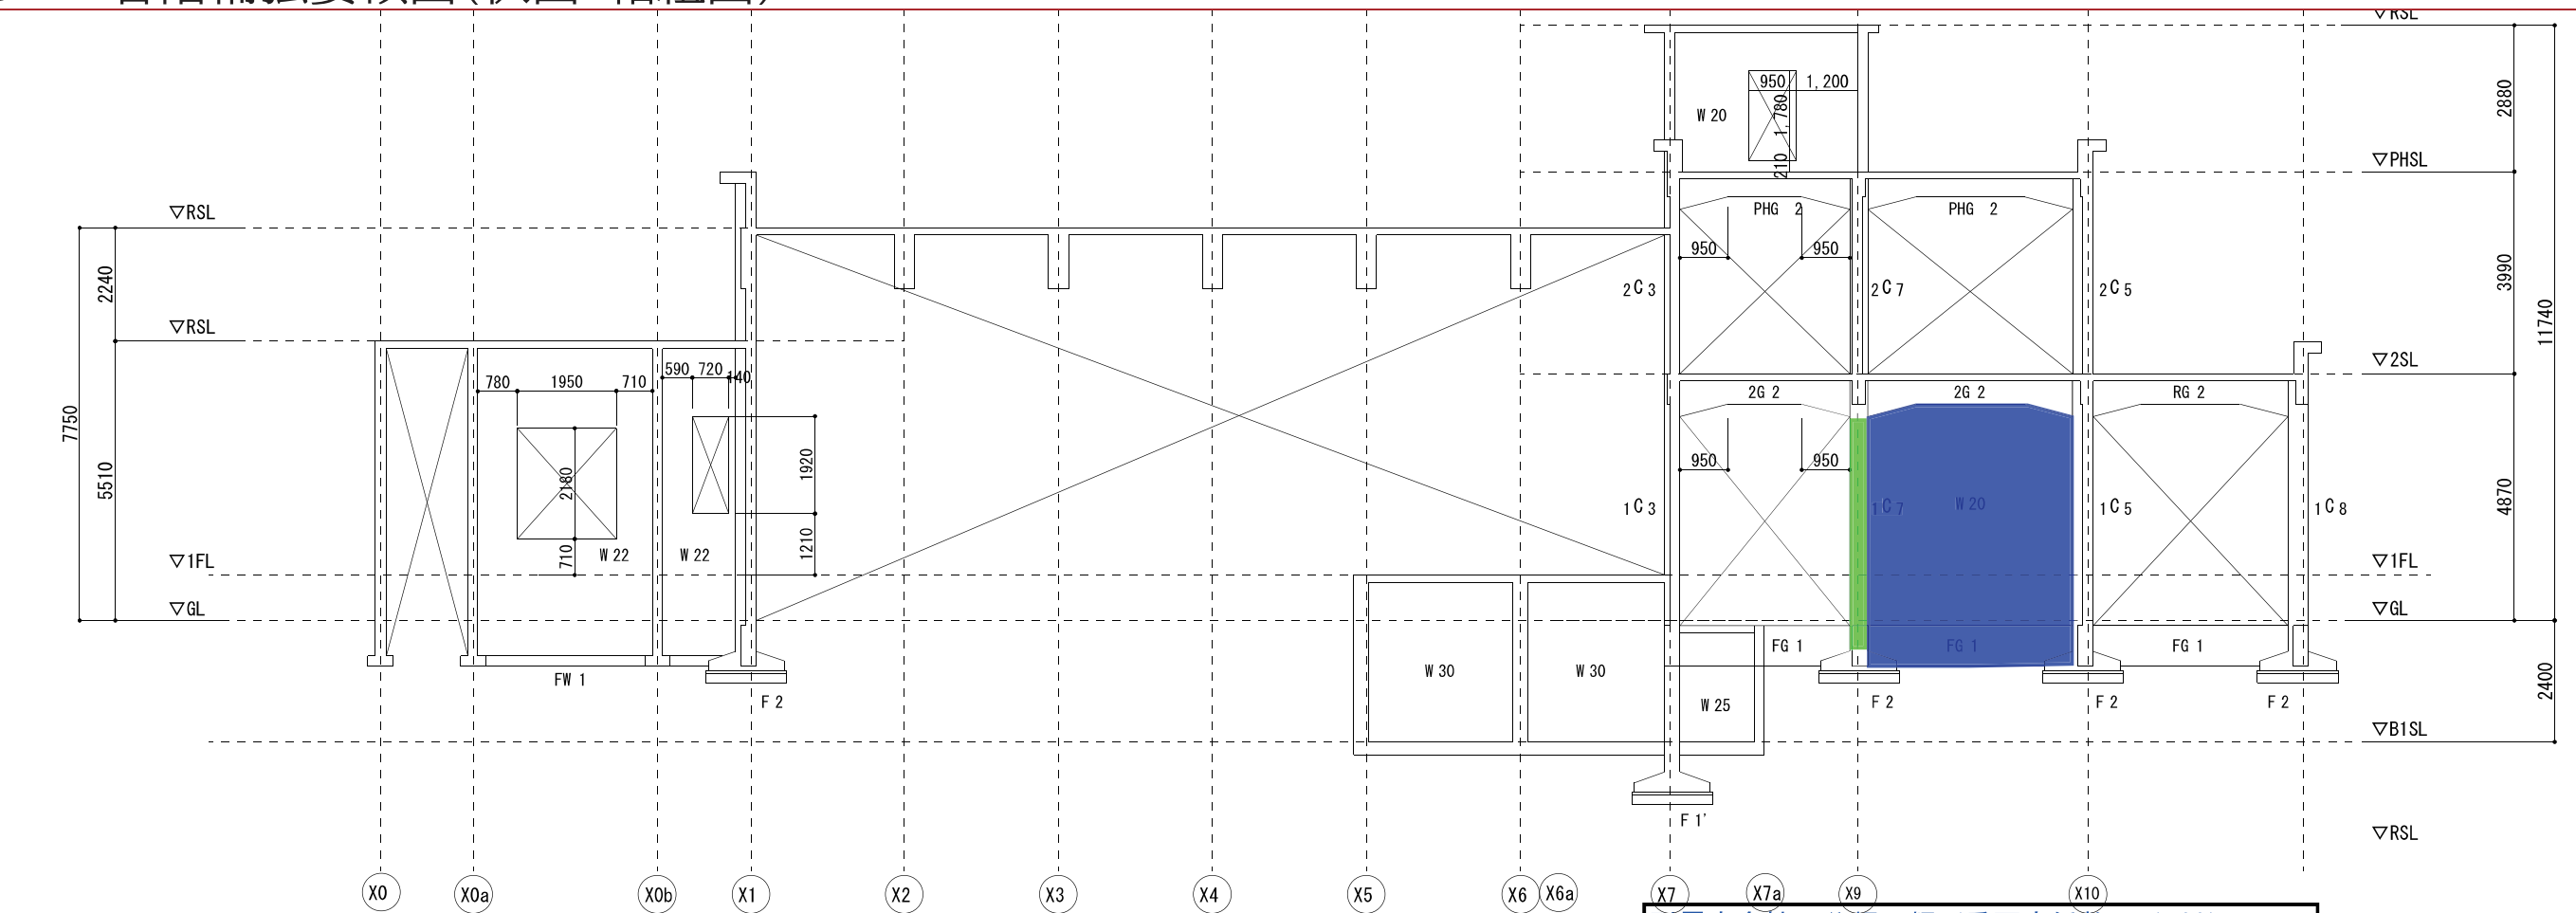 ▽RSL
950 1,200
1,780
210
W 20
2880
▽PHSL
▽RSL
PHG 2
PHG 2
950
950
2240
2C 3
2C 7
2C 5
3990
11740
▽RSL
▽2SL
780
1950
710
590
720
140
2G 2
2G 2
RG 2
7750
5510
2180
1920
950
950
1C 3
1C 7
W 20
1C 5
1C 8
4870
710
W 22
W 22
1210
▽1FL
▽1FL
▽GL
▽GL
FG 1
FG 1
FG 1
FW 1
F 2
W 30
W 30
W 25
F 2
F 2
F 2
2400
▽B1SL
F 1'
▽RSL
X0
X0a
X0b
X1
X2
X3
X4
X5
X6
X6a
X7
X7a
X9
X10